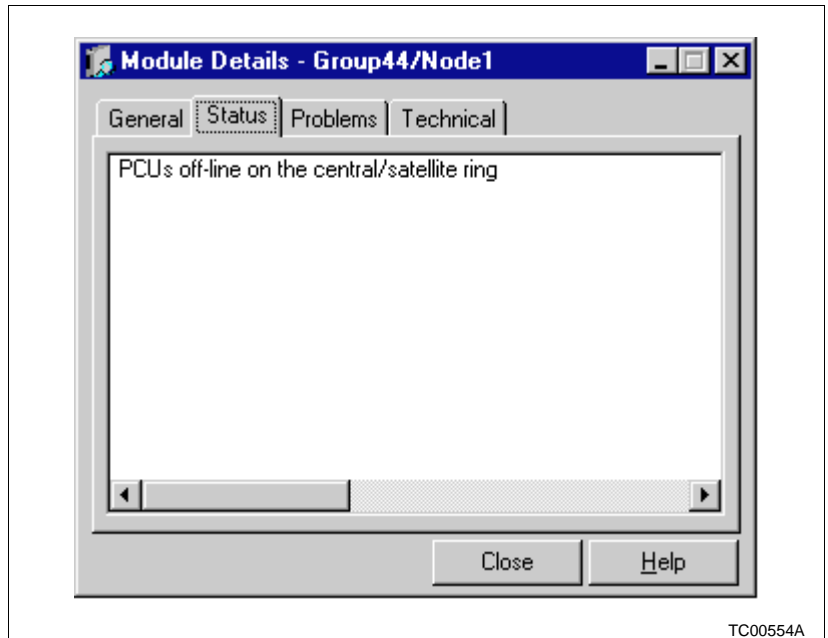 Module Details - Group44/Node1
General Status Problems Technical
PCUs off-line on the central/satellite ring
Close Help
TC00554A